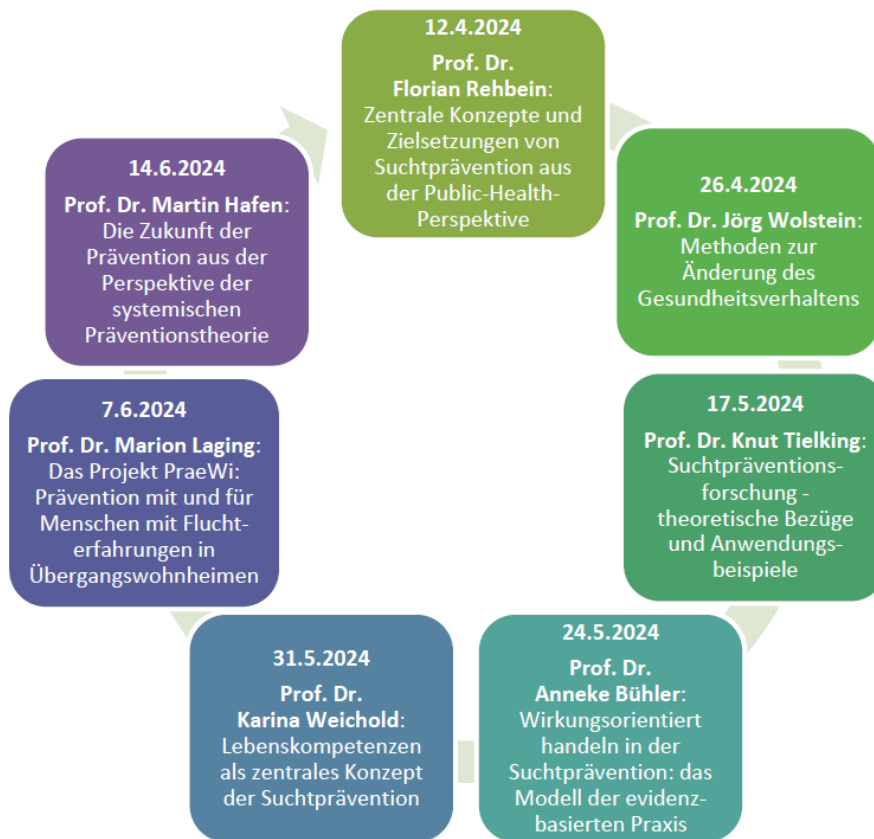 12.4.2024
Prof. Dr.
Florian Rehbein:
Zentrale Konzepte und
Zielsetzungen von
Suchtprävention aus
der Public-Health-
Perspektive
26.4.2024
Prof. Dr. Jörg Wolstein:
Methoden zur
Änderung des
Gesundheitsverhaltens
17.5.2024
Prof. Dr. Knut Tielking:
Suchtpräventions-
forschung -
theoretische Bezüge
und Anwendungs-
beispiele
24.5.2024
Prof. Dr.
Anneke Bühler:
Wirkungsorientiert
handeln in der
Suchtprävention: das
Modell der evidenz-
basierten Praxis
31.5.2024
Prof. Dr.
Karina Weichold:
Lebenskompetenzen
als zentrales Konzept
der Suchtprävention
7.6.2024
Prof. Dr. Marion Laging:
Das Projekt PraeWi:
Prävention mit und für
Menschen mit Flucht-
erfahrungen in
Übergangswohnheimen
14.6.2024
Prof. Dr. Martin Hafen:
Die Zukunft der
Prävention aus der
Perspektive der
systemischen
Präventionstheorie